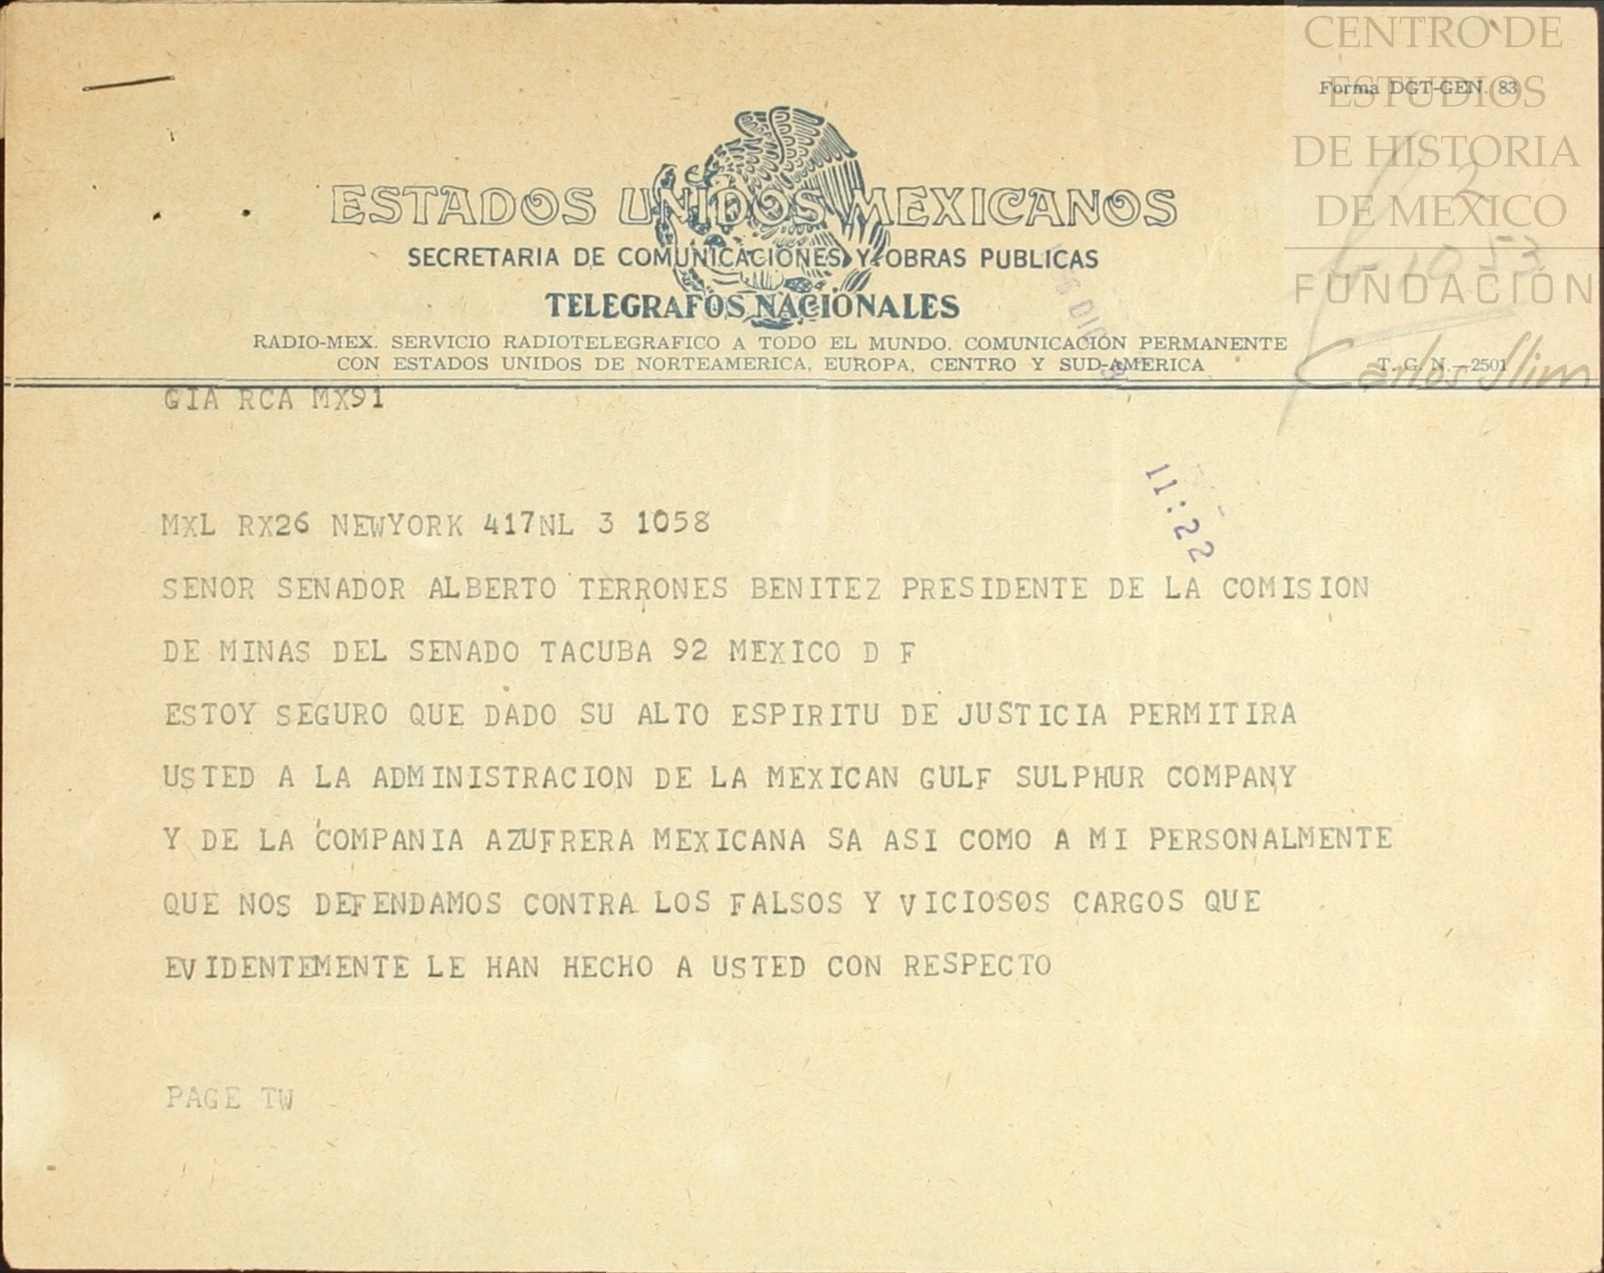 CENTRO DE
ESTUDIOS
DE HISTORIA
DE MEXICO
FUNDACIÓN
Carlos Slim
Forma DGT-GEN. 83
ESTADOS UNIDOS MEXICANOS
SECRETARIA DE COMUNICACIONES Y OBRAS PUBLICAS
TELEGRAFOS NACIONALES
RADIO-MEX. SERVICIO RADIOTELEGRAFICO A TODO EL MUNDO. COMUNICACIÓN PERMANENTE
CON ESTADOS UNIDOS DE NORTEAMERICA, EUROPA, CENTRO Y SUD-AMERICA
T. G. N.—2501
GIA RCA MX91
11:22
MXL RX26 NEWYORK 417NL 3 1058
SENOR SENADOR ALBERTO TERRONES BENITEZ PRESIDENTE DE LA COMISION
DE MINAS DEL SENADO TACUBA 92 MEXICO D F
ESTOY SEGURO QUE DADO SU ALTO ESPIRITU DE JUSTICIA PERMITIRA
USTED A LA ADMINISTRACION DE LA MEXICAN GULF SULPHUR COMPANY
Y DE LA COMPANIA AZUFRERA MEXICANA SA ASI COMO A MI PERSONALMENTE
QUE NOS DEFENDAMOS CONTRA LOS FALSOS Y VICIOSOS CARGOS QUE
EVIDENTEMENTE LE HAN HECHO A USTED CON RESPECTO
PAGE TW